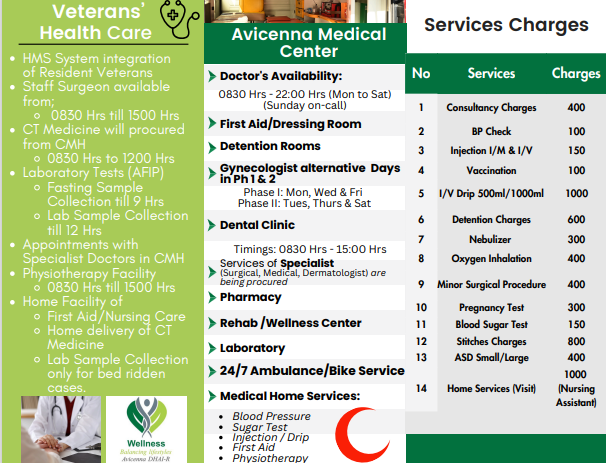 Veterans'
Health Care
HMS System integration
of Resident Veterans
Staff Surgeon available
from;
0830 Hrs till 1500 Hrs
CT Medicine will procured
from CMH
0830 Hrs to 1200 Hrs
Laboratory Tests (AFIP)
Fasting Sample
Collection till 9 Hrs
Lab Sample Collection
till 12 Hrs
Appointments with
Specialist Doctors in CMH
Physiotherapy Facility
0830 Hrs till 1500 Hrs
Home Facility of
First Aid/Nursing Care
Home delivery of CT
Medicine
Lab Sample Collection
only for bed ridden
cases.
Wellness
Balancing lifestyles
Avicenna DHAI-R
Avicenna Medical
Center
Doctor's Availability:
0830 Hrs - 22:00 Hrs (Mon to Sat)
(Sunday on-call)
First Aid/Dressing Room
Detention Rooms
Gynecologist alternative Days
in Ph 1 & 2
Phase I: Mon, Wed & Fri
Phase II: Tues, Thurs & Sat
Dental Clinic
Timings: 0830 Hrs - 15:00 Hrs
Services of Specialist
(Surgical, Medical, Dermatologist) are
being procured
Pharmacy
Rehab /Wellness Center
Laboratory
24/7 Ambulance/Bike Service
Medical Home Services:
Blood Pressure
Sugar Test
Injection / Drip
First Aid
Physiotherapy
Services Charges
No Services Charges
1 Consultancy Charges 400
2 BP Check 100
3 Injection I/M & I/V 150
4 Vaccination 100
5 I/V Drip 500ml/1000ml 1000
6 Detention Charges 600
7 Nebulizer 300
8 Oxygen Inhalation 400
9 Minor Surgical Procedure 400
10 Pregnancy Test 300
11 Blood Sugar Test 150
12 Stitches Charges 800
13 ASD Small/Large 400
14 Home Services (Visit) 1000
(Nursing
Assistant)